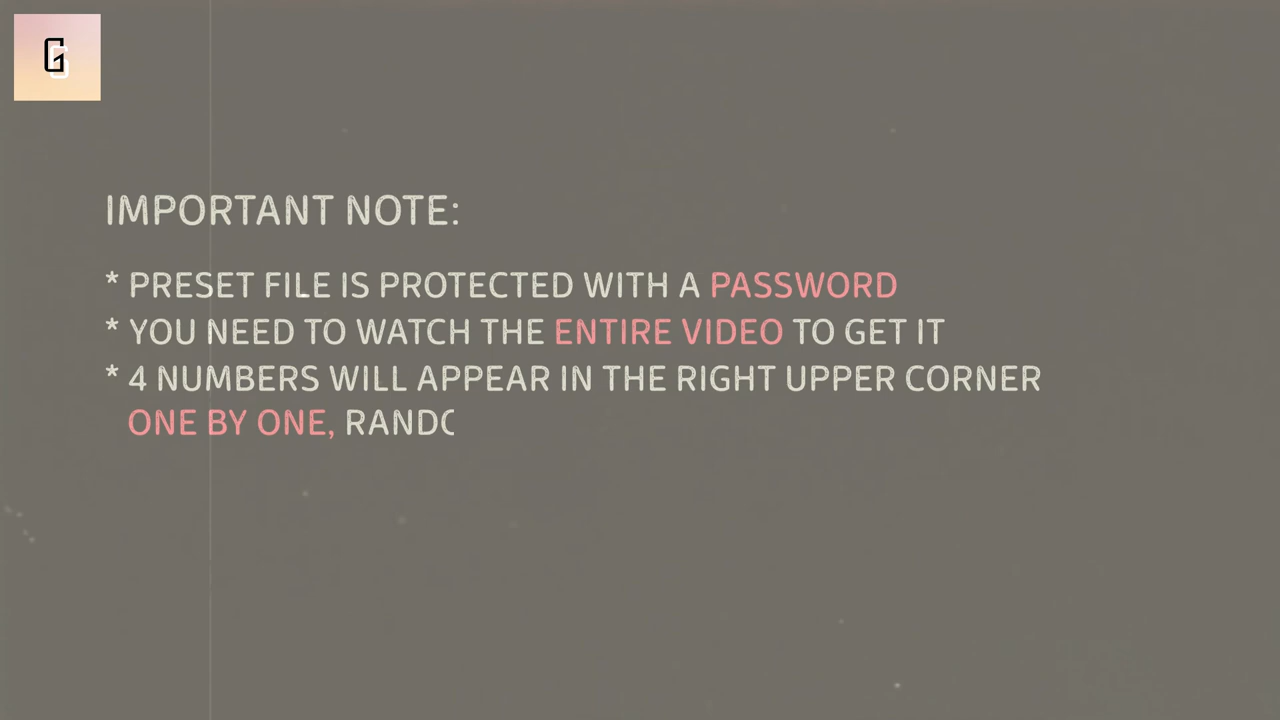 IMPORTANT NOTE:
* PRESET FILE IS PROTECTED WITH A PASSWORD
* YOU NEED TO WATCH THE ENTIRE VIDEO TO GET IT
* 4 NUMBERS WILL APPEAR IN THE RIGHT UPPER CORNER
ONE BY ONE,